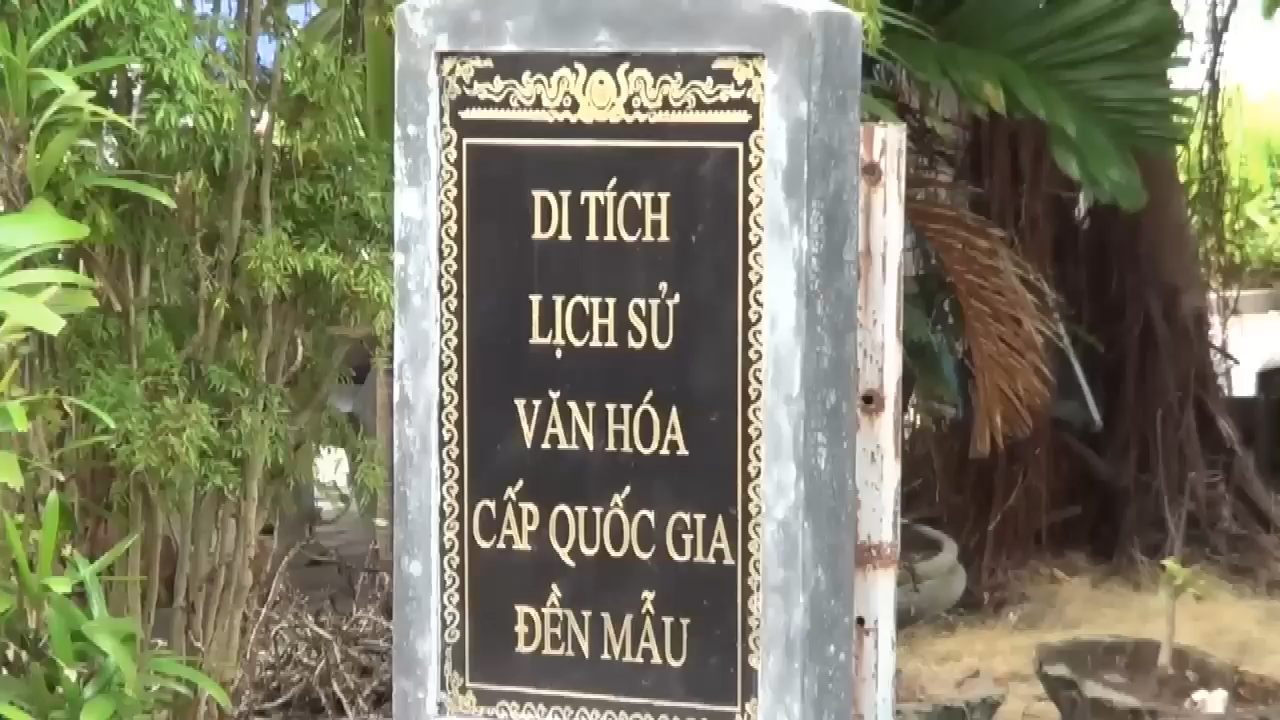 DI TÍCH
LỊCH SỬ
VĂN HÓA
CẤP QUỐC GIA
ĐỀN MẪU